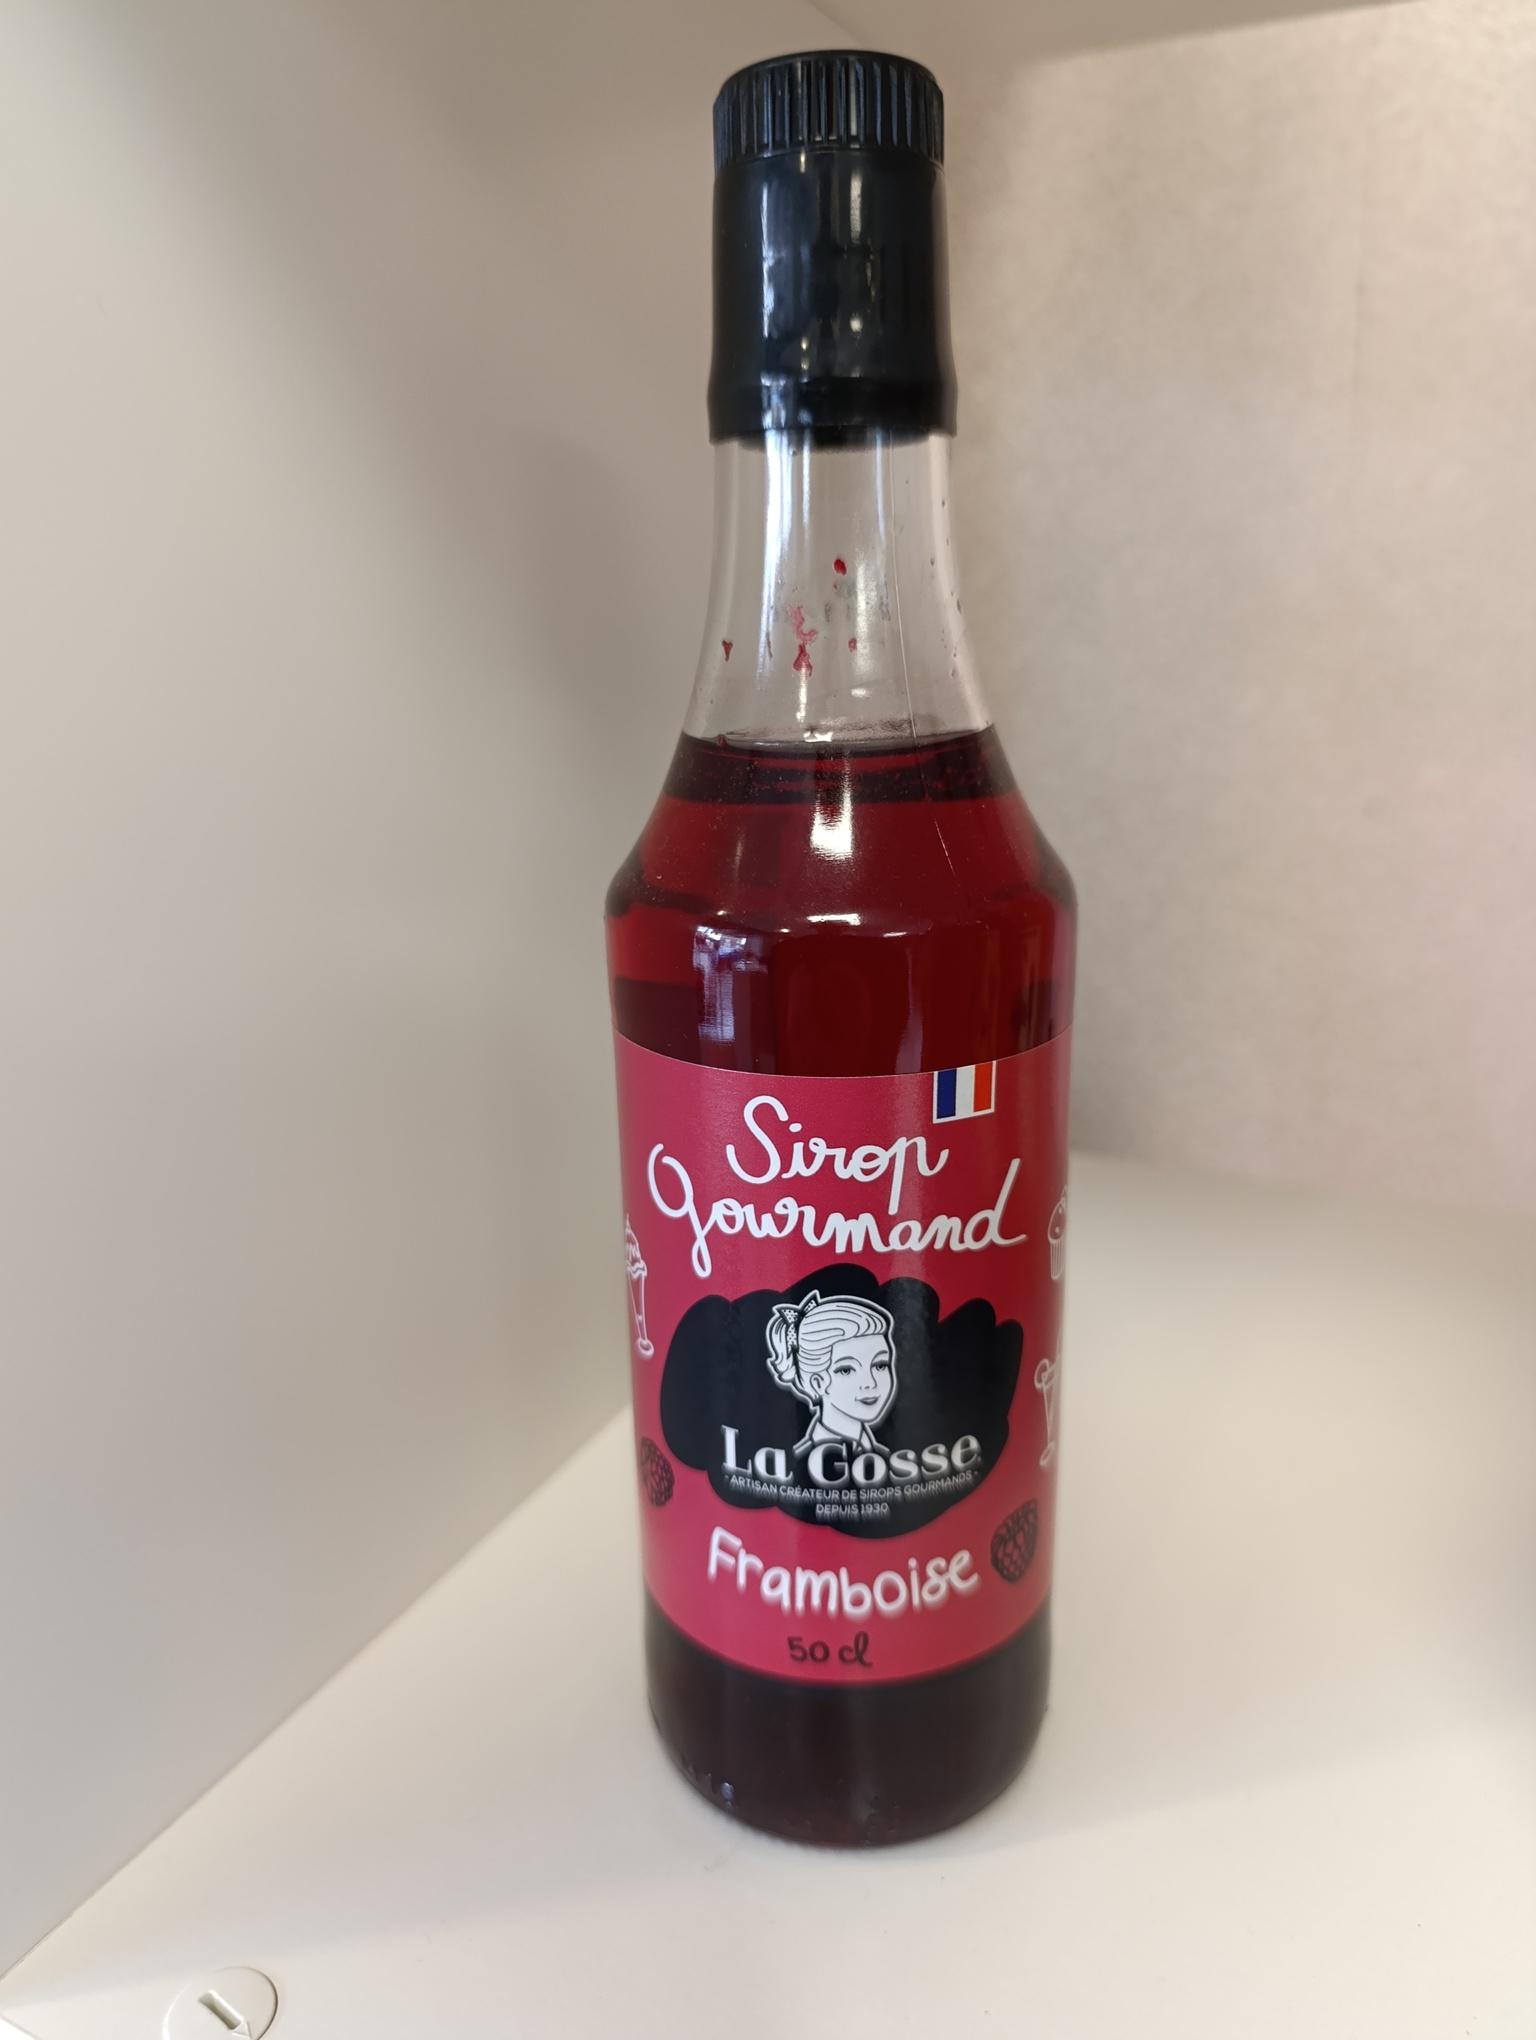 Sirop
Gourmand
La Gosse
- ARTISAN CRÉATEUR DE SIROPS GOURMANDS -
DEPUIS 1930
Framboise
50 cl